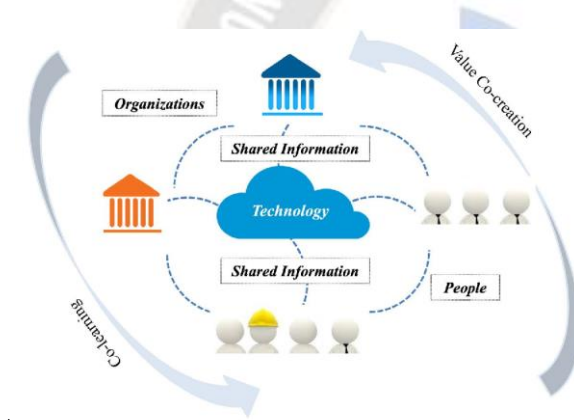 Value Co-creation
Organizations
Shared Information
Technology
Shared Information
People
Co-learning